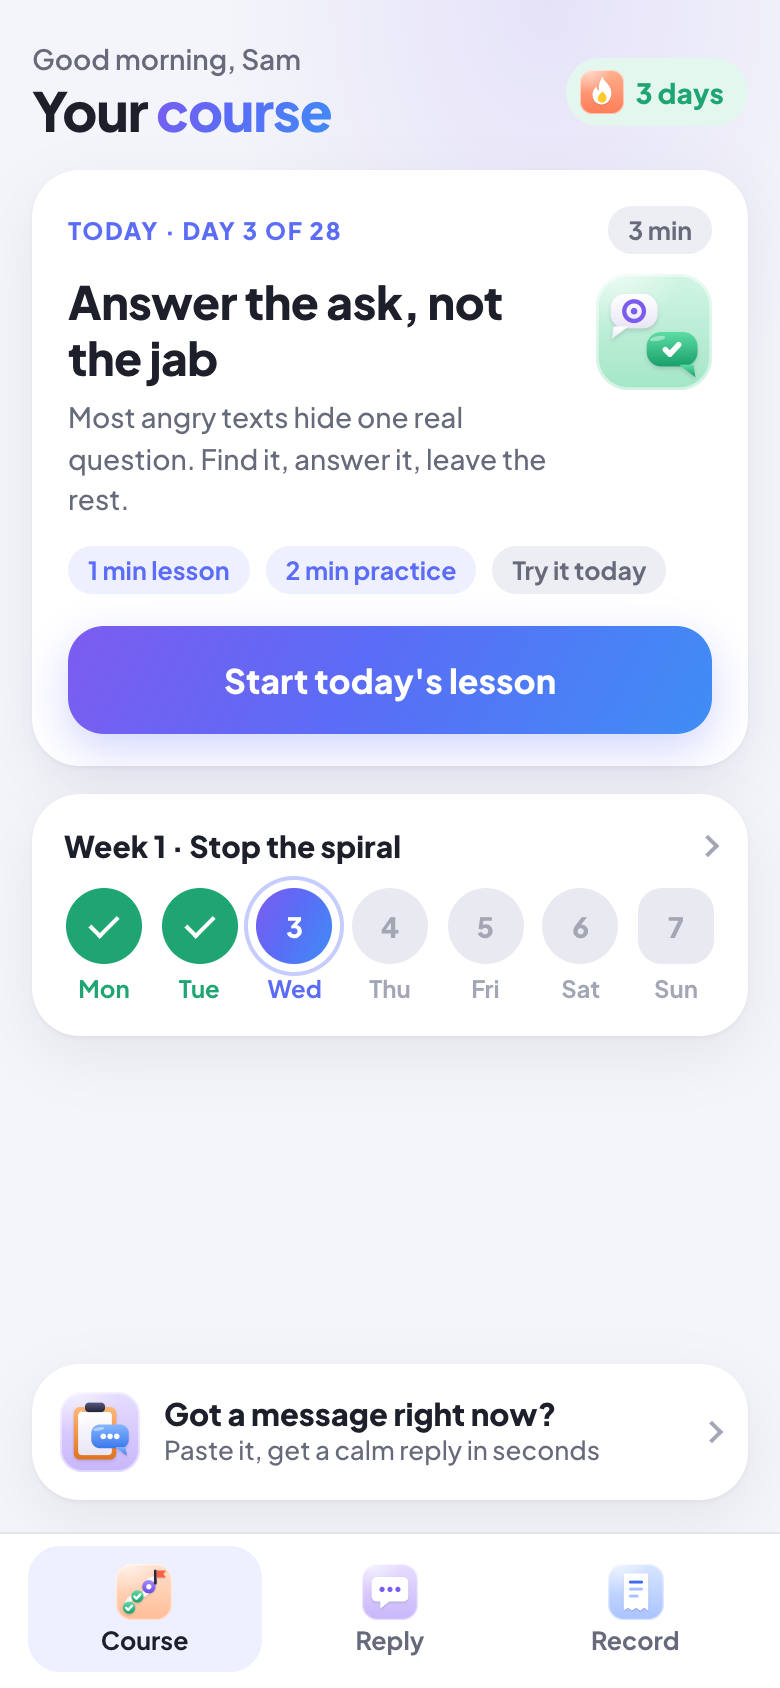 Good morning, Sam
Your course
3 days
TODAY · DAY 3 OF 28
3 min
Answer the ask, not
the jab
Most angry texts hide one real
question. Find it, answer it, leave the
rest.
1 min lesson
2 min practice
Try it today
Start today's lesson
Week 1 · Stop the spiral
3
4
5
6
7
Mon
Tue
Wed
Thu
Fri
Sat
Sun
Got a message right now?
Paste it, get a calm reply in seconds
Course
Reply
Record